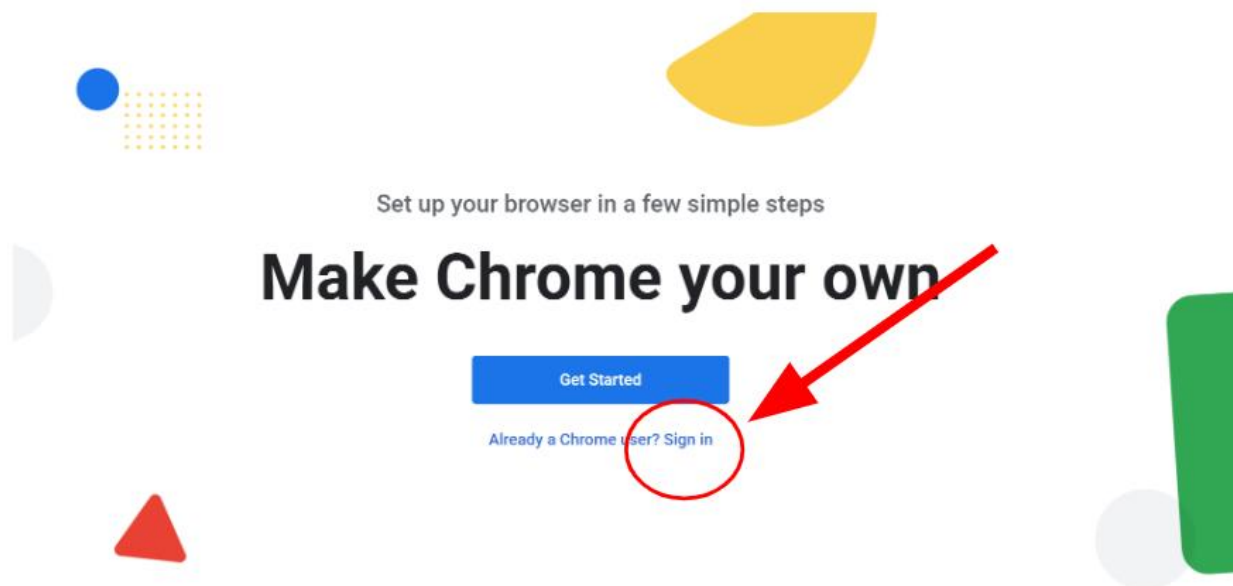 Set up your browser in a few simple steps
Make Chrome your own
Get Started
Already a Chrome user? Sign in